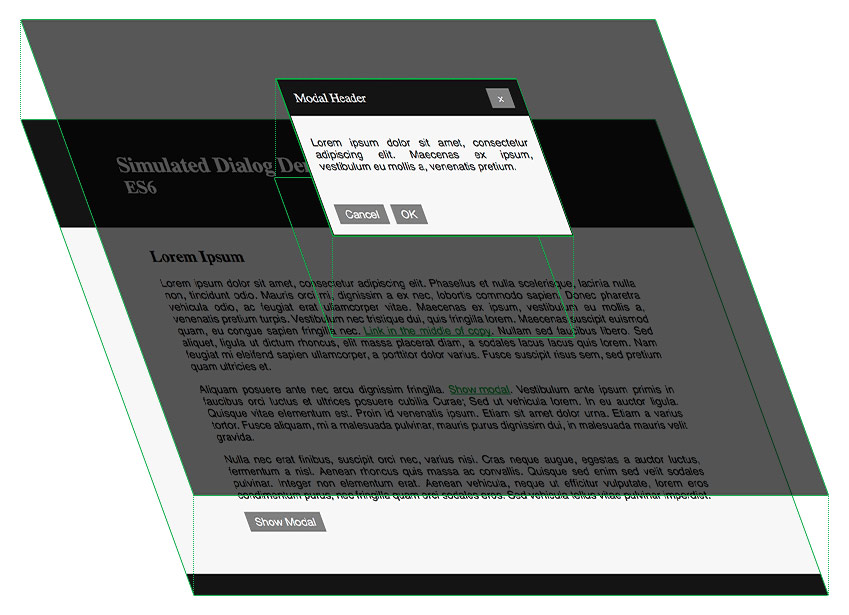 Modal Header
x
Lorem ipsum dolor sit amet, consectetur
adipiscing elit. Maecenas ex ipsum,
vestibulum eu mollis a, venenatis pretium.
Cancel OK
Simulated Dialog De
ES6
Lorem Ipsum
Lorem ipsum dolor sit amet, consectetur adipiscing elit. Phasellus et nulla scelerisque, lacinia nulla
non, tincidunt odio. Mauris orci mi, dignissim a ex nec, lobortis commodo sapien. Donec pharetra
vehicula odio, ac feugiat erat ullamcorper vitae. Maecenas ex ipsum, vestibulum eu mollis a,
venenatis pretium turpis. Vestibulum nec tristique dui, quis fringilla lorem. Maecenas suscipit euismod
quam, eu congue sapien fringilla nec. Link in the middle of copy. Nullam sed faucibus libero. Sed
aliquet, ligula ut dictum rhoncus, elit massa placerat diam, a sodales lacus lacus quis lorem. Nam
feugiat mi eleifend sapien ullamcorper, a porttitor dolor varius. Fusce suscipit risus sem, sed pretium
quam ultricies et.
Aliquam posuere ante nec arcu dignissim fringilla. Show modal. Vestibulum ante ipsum primis in
faucibus orci luctus et ultrices posuere cubilia Curae; Sed ut vehicula lorem. In eu auctor ligula.
Quisque vitae elementum est. Proin id venenatis ipsum. Etiam sit amet dolor urna. Etiam a varius
tortor. Fusce aliquam, mi a malesuada pulvinar, mauris purus dignissim dui, in malesuada mauris velit
gravida.
Nulla nec erat finibus, suscipit orci nec, varius nisi. Cras neque augue, egestas a auctor luctus,
fermentum a nisl. Aenean rhoncus quis massa ac convallis. Quisque sed enim sed velit sodales
pulvinar. Integer non elementum erat. Aenean vehicula, neque ut efficitur vulputate, lorem eros
condimentum purus, nec fringilla quam orci sodales eros. Sed vehicula tellus vitae pulvinar imperdiet.
Show Modal